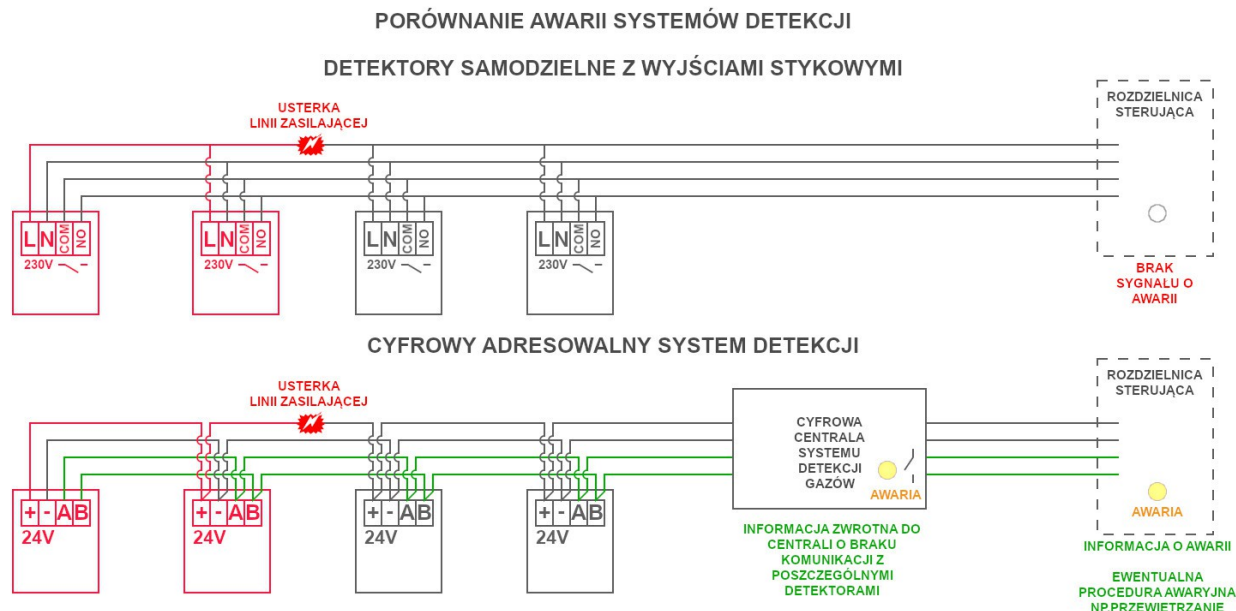 PORÓWNANIE AWARII SYSTEMÓW DETEKCJI
DETEKTORY SAMODZIELNE Z WYJŚCIAMI STYKOWYMI
USTERKA
LINII ZASILAJĄCEJ
ROZDZIELNICA
STERUJĄCA
L N COM NO
230V
L N COM NO
230V
L N COM NO
230V
L N COM NO
230V
BRAK
SYGNAŁU O
AWARII
CYFROWY ADRESOWALNY SYSTEM DETEKCJI
USTERKA
LINII ZASILAJĄCEJ
+ - A B
24V
+ - A B
24V
+ - A B
24V
+ - A B
24V
CYFROWA
CENTRALA
SYSTEMU
DETEKCJI
GAZÓW
AWARIA
INFORMACJA ZWROTNA DO
CENTRALI O BRAKU
KOMUNIKACJI Z
POSZCZEGÓLNYMI
DETEKTORAMI
ROZDZIELNICA
STERUJĄCA
AWARIA
INFORMACJA O AWARII
EWENTUALNA
PROCEDURA AWARYJNA
NP.PRZEWIETRZANIE